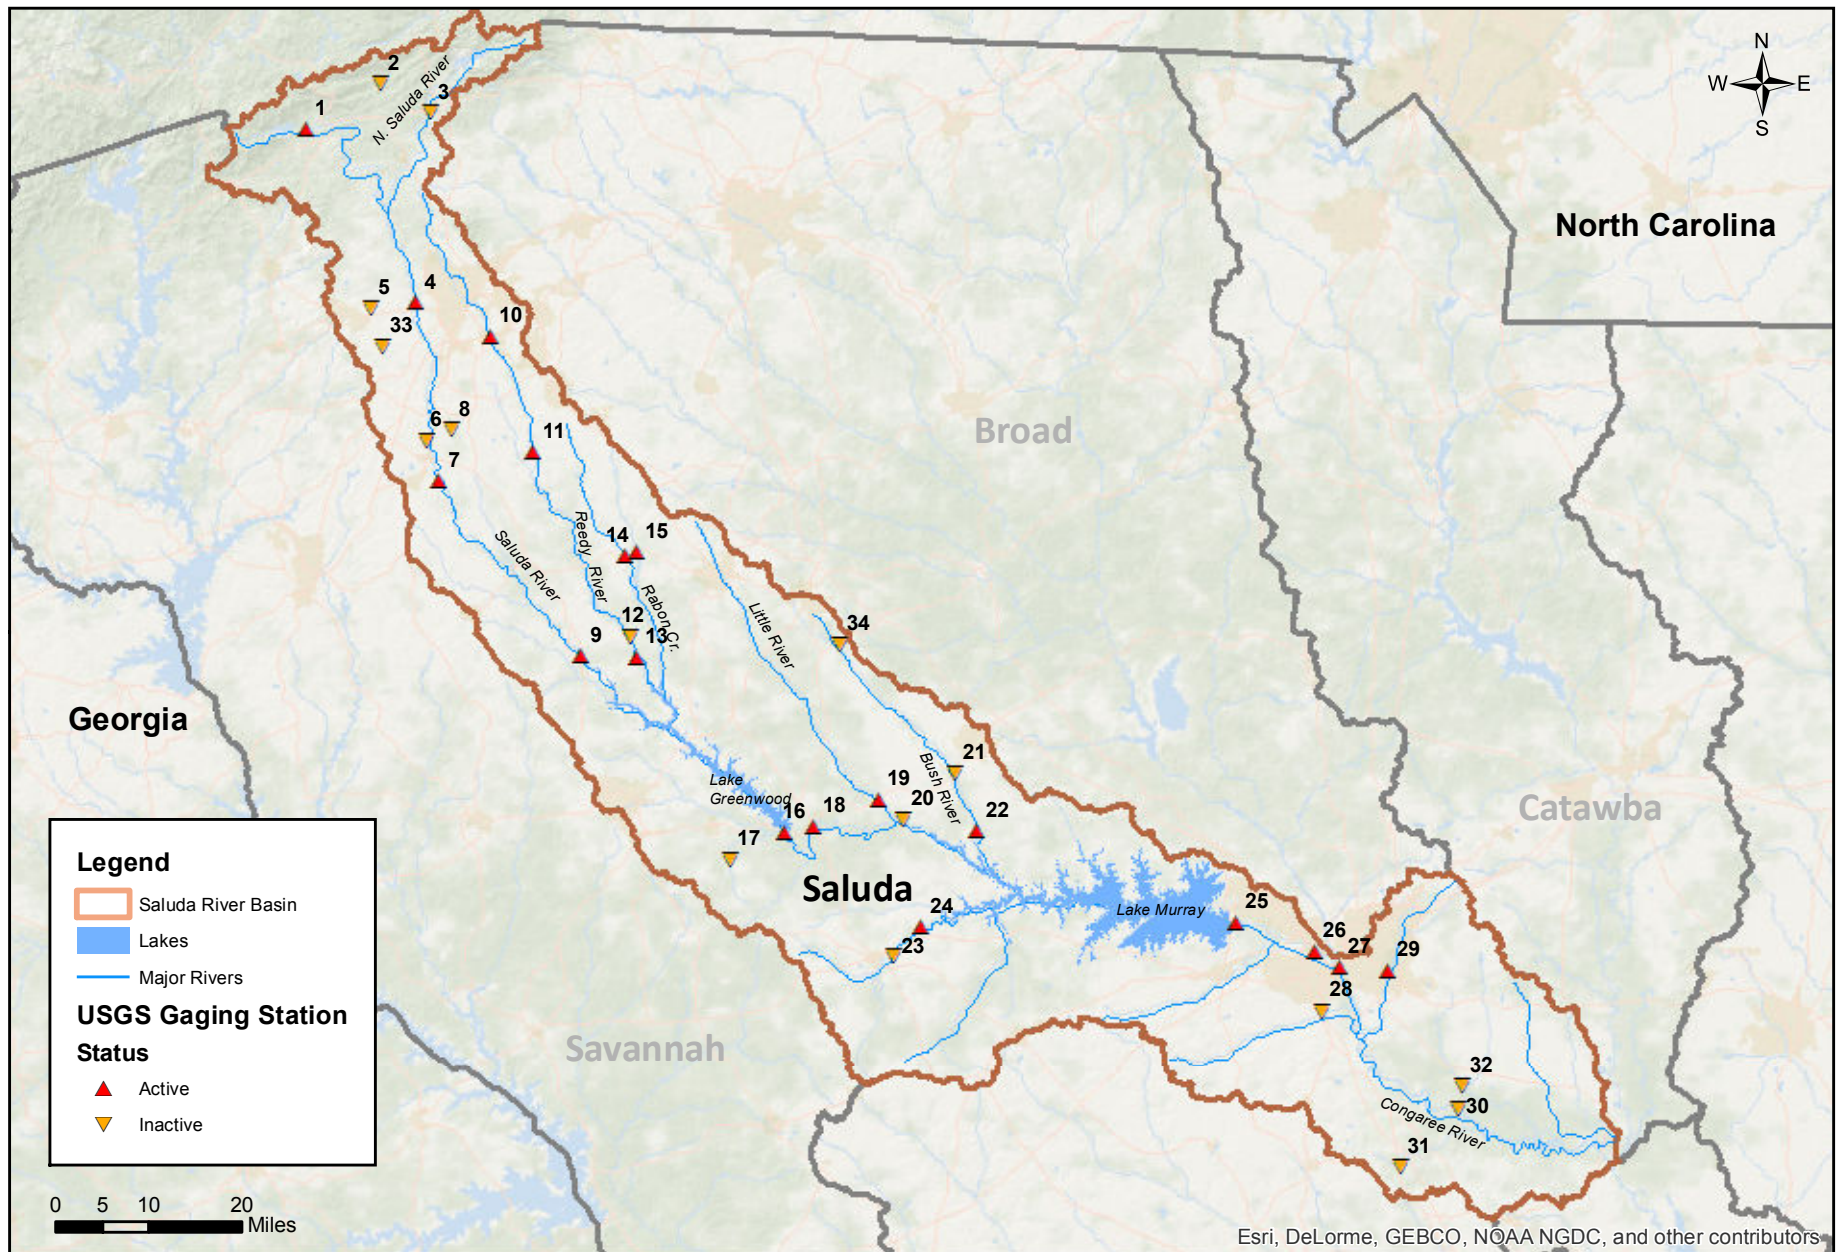 N
W E
S
2
N. Saluda River
3
1
North Carolina
5
4
33
10
Broad
8
6
11
7
Saluda River
Reedy River
14
15
Rabon Cr.
Little River
12
34
9
13
Georgia
21
Bush River
Lake
Greenwood
19
20
18
16
22
17
Catawba
Saluda
24
Lake Murray
25
23
26
27
29
28
Savannah
32
30
Congaree River
31
Legend
Saluda River Basin
Lakes
Major Rivers
USGS Gaging Station
Status
Active
Inactive
0 5 10 20
Miles
Esri, DeLorme, GEBCO, NOAA NGDC, and other contributors